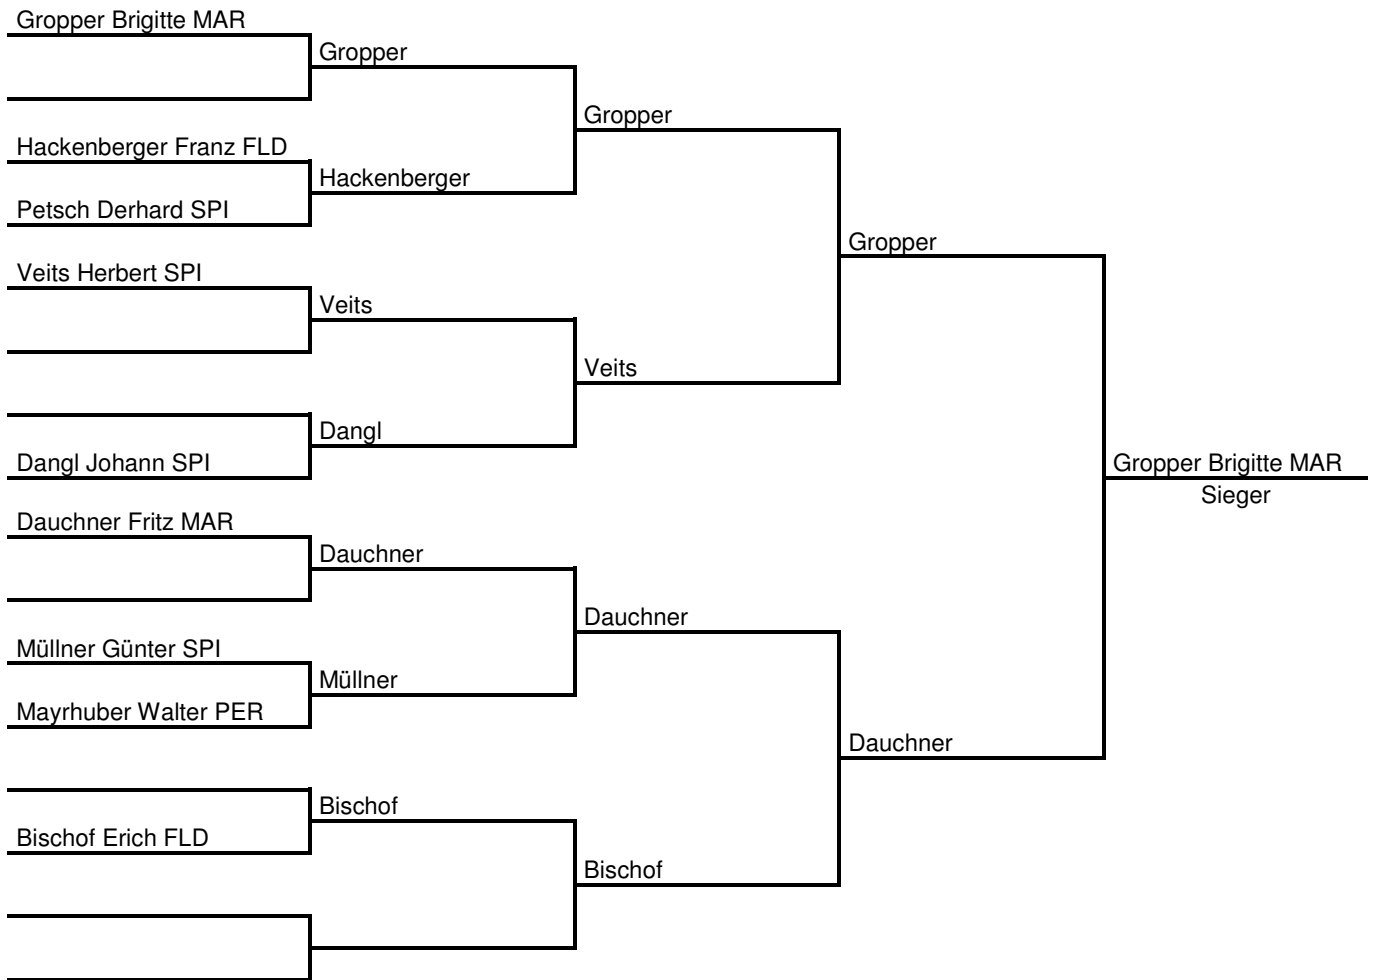 Gropper Brigitte MAR
Gropper
Gropper
Hackenberger Franz FLD
Hackenberger
Petsch Derhard SPI
Gropper
Veits Herbert SPI
Veits
Veits
Dangl
Dangl Johann SPI
Gropper Brigitte MAR
Sieger
Dauchner Fritz MAR
Dauchner
Dauchner
Müllner Günter SPI
Müllner
Mayrhuber Walter PER
Dauchner
Bischof
Bischof Erich FLD
Bischof